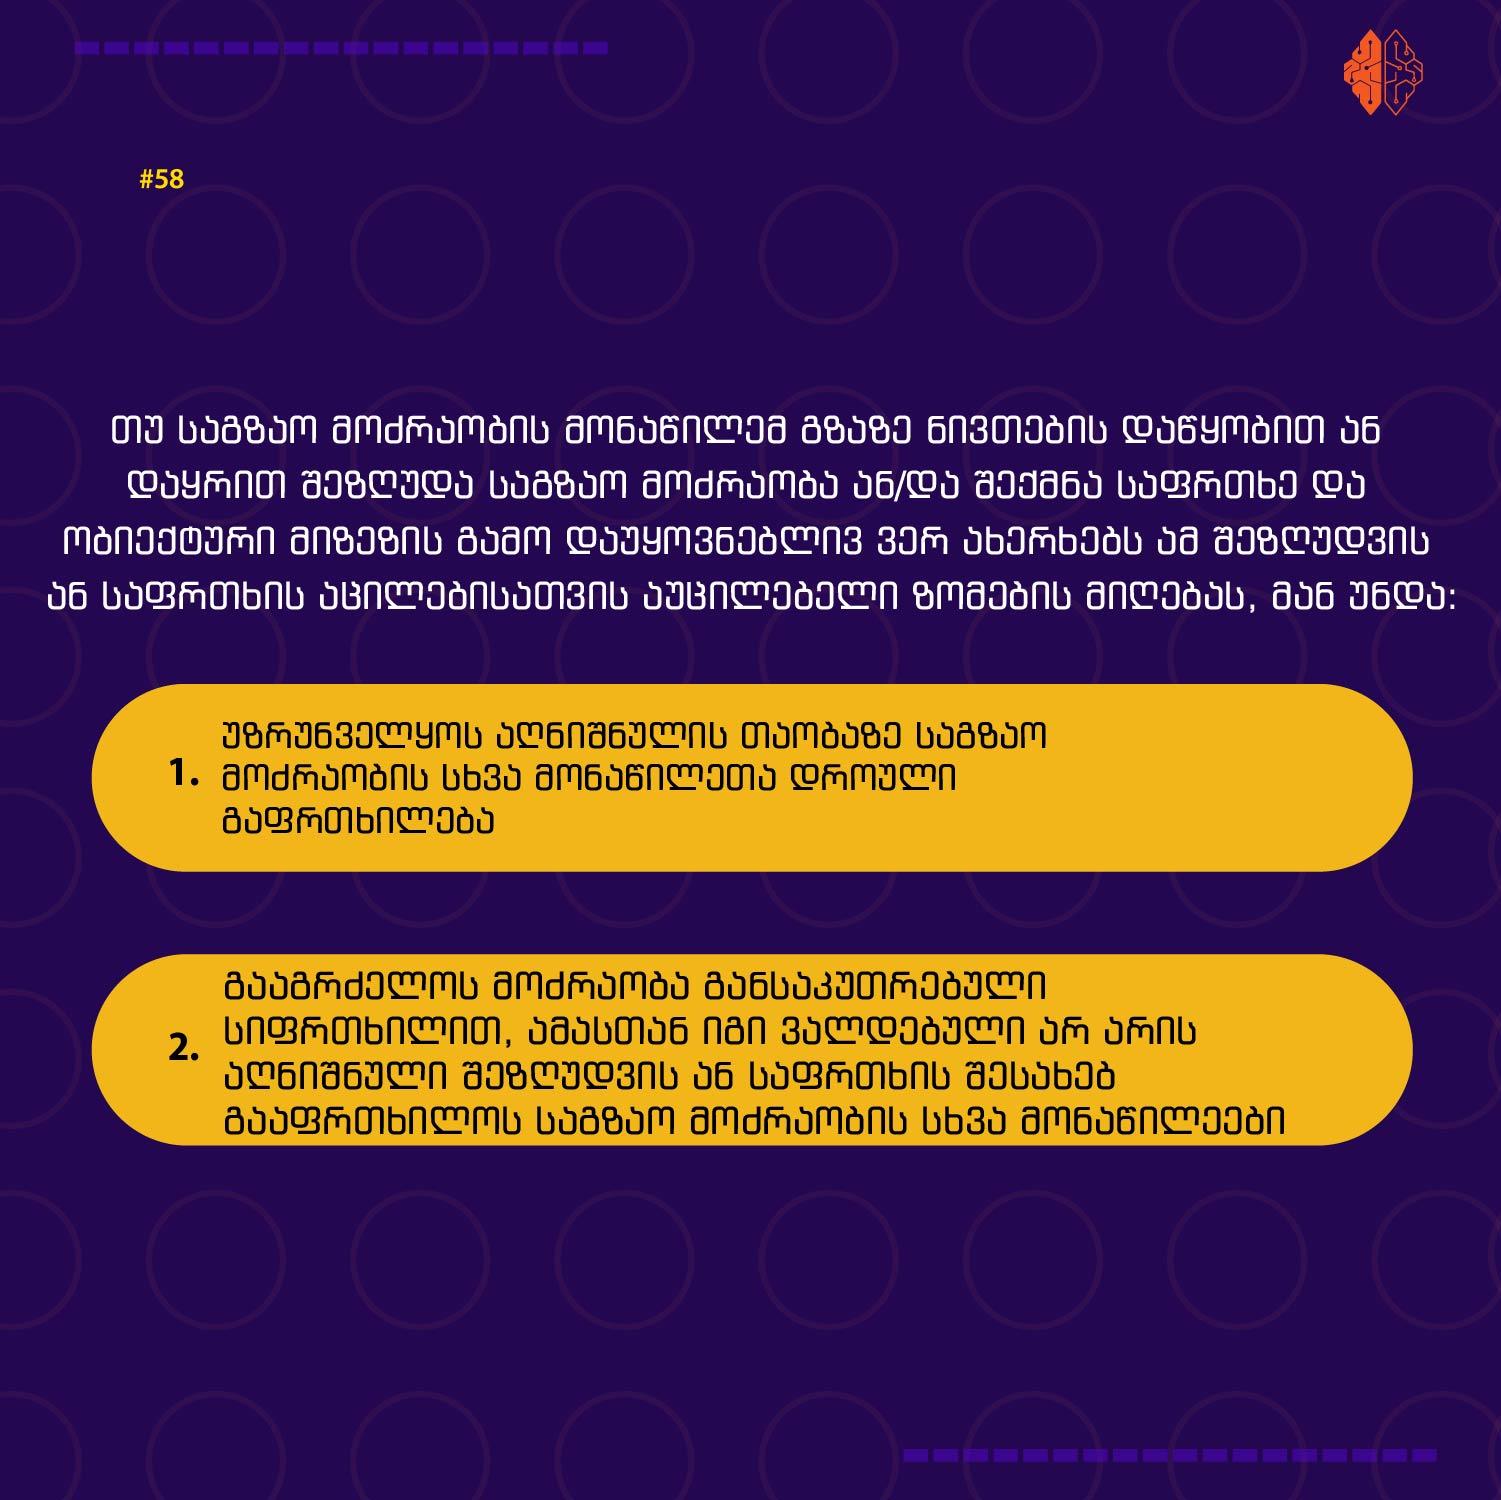 #58
თუ საგზაო მოძრაობის მონაწილემ გზაზე ნივთების დაწყობით ან
დაყრით შეზღუდა საგზაო მოძრაობა ან/და შექმნა საფრთხე და
ობიექტური მიზეზის გამო დაუყოვნებლივ ვერ ახერხებს ამ შეზღუდვის
ან საფრთხის აცილებისათვის აუცილებელი ზომების მიღებას, მან უნდა:
1. უზრუნველყოს აღნიშნულის თაობაზე საგზაო
მოძრაობის სხვა მონაწილეთა დროული
გაფრთხილება
2. გააგრძელოს მოძრაობა განსაკუთრებული
სიფრთხილით, ამასთან იგი ვალდებული არ არის
აღნიშნული შეზღუდვის ან საფრთხის შესახებ
გააფრთხილოს საგზაო მოძრაობის სხვა მონაწილეები